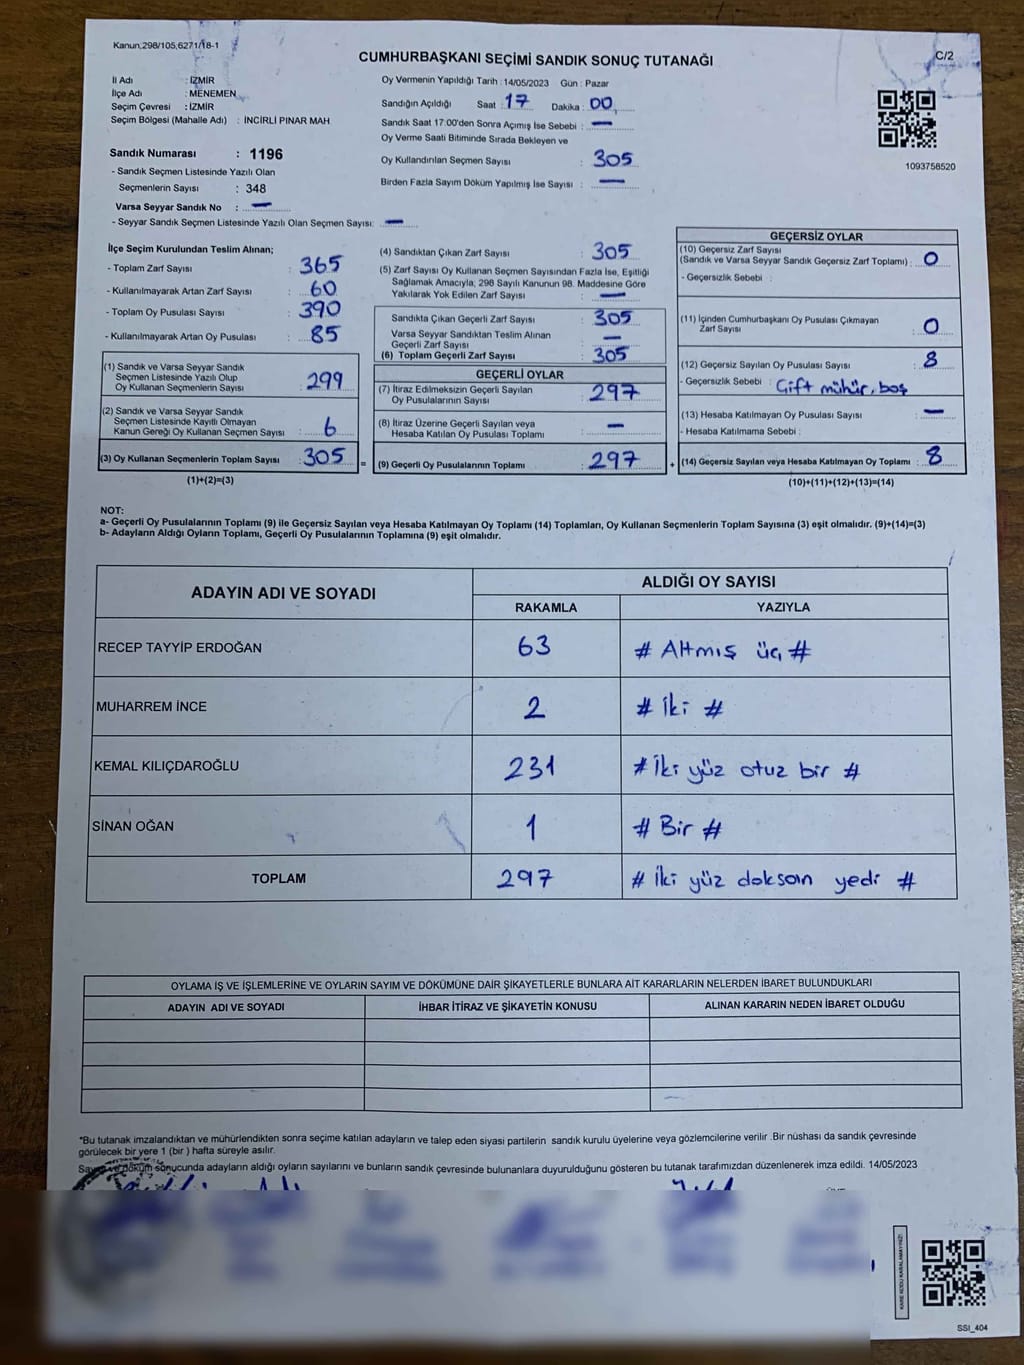 Kanun,298/105,6271/18-1
CUMHURBAŞKANI SEÇİMİ SANDIK SONUÇ TUTANAĞI
C/2
İl Adı : İZMİR
İlçe Adı : MENEMEN
Seçim Çevresi : İZMİR
Seçim Bölgesi (Mahalle Adı) : İNCİRLİ PINAR MAH.
Sandık Numarası : 1196
- Sandık Seçmen Listesinde Yazılı Olan
Seçmenlerin Sayısı : 348
Varsa Seyyar Sandık No : —
- Seyyar Sandık Seçmen Listesinde Yazılı Olan Seçmen Sayısı: —
Oy Vermenin Yapıldığı Tarih : 14/05/2023 Gün : Pazar
Sandığın Açıldığı Saat : 17 Dakika : 00
Sandık Saat 17:00'den Sonra Açımış İse Sebebi : —
Oy Verme Saati Bitiminde Sırada Bekleyen ve
Oy Kullandırılan Seçmen Sayısı : 305
Birden Fazla Sayım Döküm Yapılmış İse Sayısı : —
1093758520
İlçe Seçim Kurulundan Teslim Alınan;
- Toplam Zarf Sayısı : 365
- Kullanılmayarak Artan Zarf Sayısı : 60
- Toplam Oy Pusulası Sayısı : 390
- Kullanılmayarak Artan Oy Pusulası : 85
(1) Sandık ve Varsa Seyyar Sandık
Seçmen Listesinde Yazılı Olup
Oy Kullanan Seçmenlerin Sayısı : 299
(2) Sandık ve Varsa Seyyar Sandık
Seçmen Listesinde Kayıtlı Olmayan
Kanun Gereği Oy Kullanan Seçmen Sayısı : 6
(3) Oy Kullanan Seçmenlerin Toplam Sayısı : 305
(1)+(2)=(3)
(4) Sandıktan Çıkan Zarf Sayısı : 305
(5) Zarf Sayısı Oy Kullanan Seçmen Sayısından Fazla İse, Eşitliği
Sağlamak Amacıyla, 298 Sayılı Kanunun 98. Maddesine Göre
Yakılarak Yok Edilen Zarf Sayısı : —
Sandıkta Çıkan Geçerli Zarf Sayısı : 305
Varsa Seyyar Sandıktan Teslim Alınan
Geçerli Zarf Sayısı : —
(6) Toplam Geçerli Zarf Sayısı : 305
=
GEÇERLİ OYLAR
(7) İtiraz Edilmeksizin Geçerli Sayılan
Oy Pusulalarının Sayısı : 297
(8) İtiraz Üzerine Geçerli Sayılan veya
Hesaba Katılan Oy Pusulası Toplamı : —
(9) Geçerli Oy Pusulalarının Toplamı : 297
+
GEÇERSİZ OYLAR
(10) Geçersiz Zarf Sayısı
(Sandık ve Varsa Seyyar Sandık Geçersiz Zarf Toplamı) : 0
- Geçersizlik Sebebi :
(11) İçinden Cumhurbaşkanı Oy Pusulası Çıkmayan
Zarf Sayısı : 0
(12) Geçersiz Sayılan Oy Pusulası Sayısı : 8
- Geçersizlik Sebebi : Çift mühür, boş
(13) Hesaba Katılmayan Oy Pusulası Sayısı : —
- Hesaba Katılmama Sebebi :
(14) Geçersiz Sayılan veya Hesaba Katılmayan Oy Toplamı : 8
(10)+(11)+(12)+(13)=(14)
NOT:
a- Geçerli Oy Pusulalarının Toplamı (9) ile Geçersiz Sayılan veya Hesaba Katılmayan Oy Toplamı (14) Toplamları, Oy Kullanan Seçmenlerin Toplam Sayısına (3) eşit olmalıdır. (9)+(14)=(3)
b- Adayların Aldığı Oyların Toplamı, Geçerli Oy Pusulalarının Toplamına (9) eşit olmalıdır.
ADAYIN ADI VE SOYADI ALDIĞI OY SAYISI
RAKAMLA YAZIYLA
RECEP TAYYİP ERDOĞAN 63 # Altmış üç #
MUHARREM İNCE 2 # İki #
KEMAL KILIÇDAROĞLU 231 # İki yüz otuz bir #
SİNAN OĞAN 1 # Bir #
TOPLAM 297 # İki yüz doksan yedi #
OYLAMA İŞ VE İŞLEMLERİNE VE OYLARIN SAYIM VE DÖKÜMÜNE DAİR ŞİKAYETLERLE BUNLARA AİT KARARLARIN NELERDEN İBARET BULUNDUKLARI
ADAYIN ADI VE SOYADI İHBAR İTİRAZ VE ŞİKAYETİN KONUSU ALINAN KARARIN NEDEN İBARET OLDUĞU
*Bu tutanak imzalandıktan ve mühürlendikten sonra seçime katılan adayların ve talep eden siyasi partilerin sandık kurulu üyelerine veya gözlemcilerine verilir .Bir nüshası da sandık çevresinde
görülecek bir yere 1 (bir ) hafta süreyle asılır.
Sayım ve döküm sonucunda adayların aldığı oyların sayılarını ve bunların sandık çevresinde bulunanlara duyurulduğunu gösteren bu tutanak tarafımızdan düzenlenerek imza edildi. 14/05/2023
KARE KODU KARALAMAYINIZ!
SSI_404